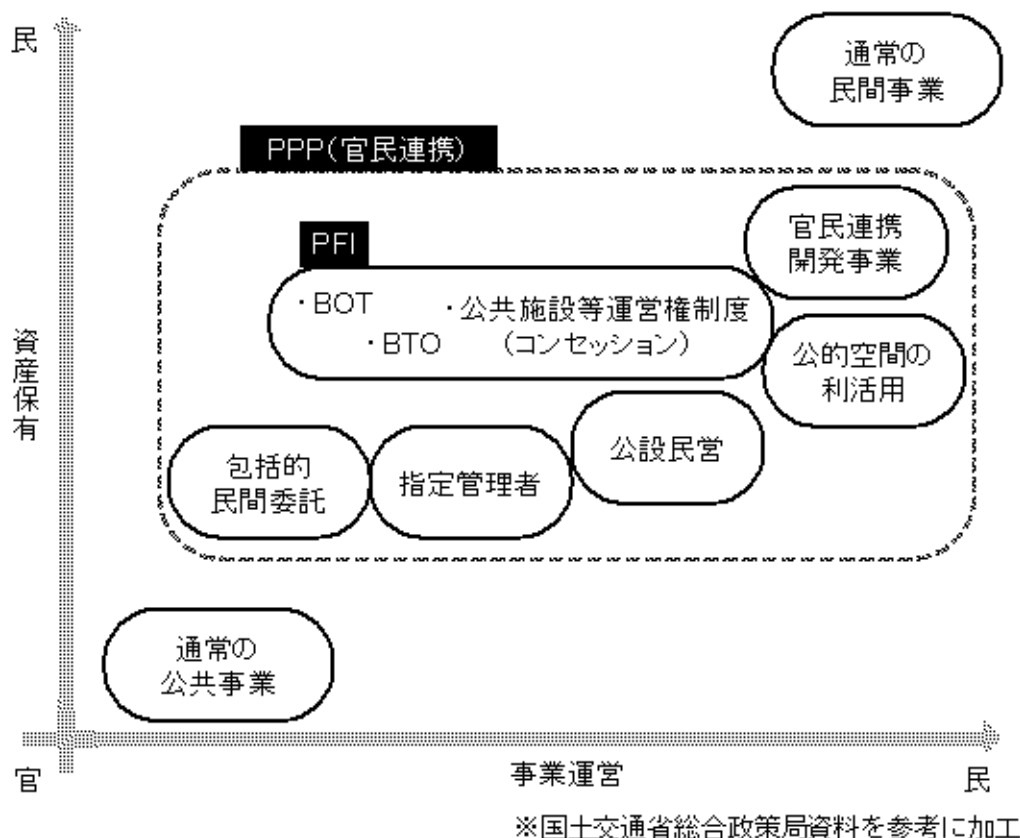 民
通常の
民間事業
PPP(官民連携)
PFI
官民連携
開発事業
・BOT
・公共施設等運営権制度
・BTO
(コンセッション)
公的空間の
利活用
資産保有
公設民営
包括的
民間委託
指定管理者
通常の
公共事業
官
事業運営
民
※国土交通省総合政策局資料を参考に加工